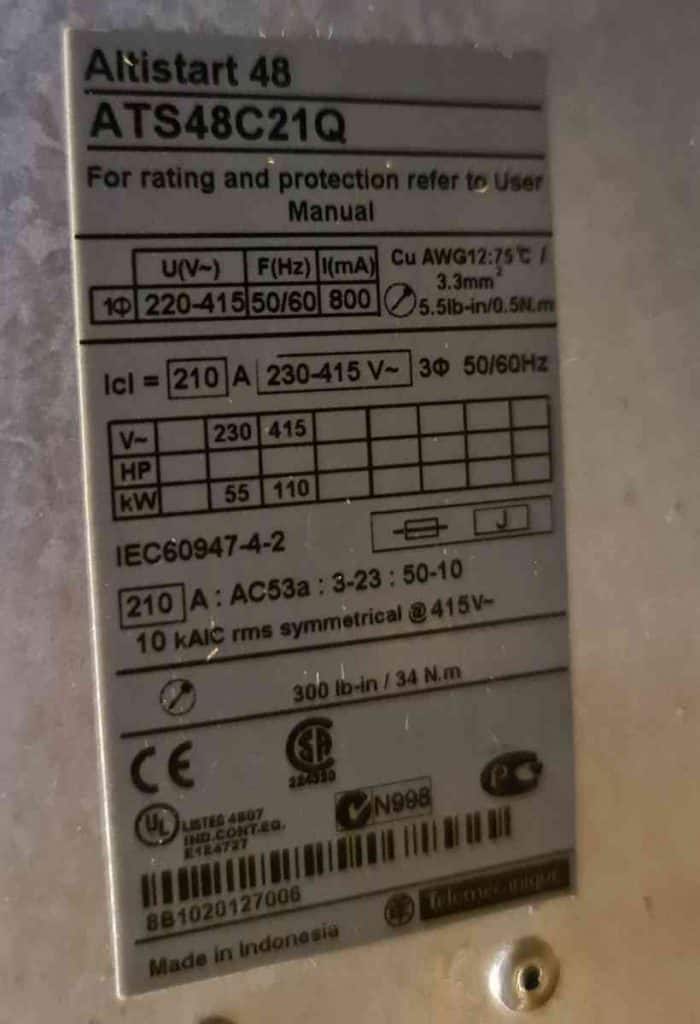 Altistart 48
ATS48C21Q
For rating and protection refer to User
Manual
U(V~) F(Hz) I(mA)
1Φ 220-415 50/60 800
Cu AWG12:75℃ /
3.3mm²
5.5lb-in/0.5N.m
Icl = 210 A 230-415 V~ 3Φ 50/60Hz
V~ 230 415
HP
kW 55 110
IEC60947-4-2
J
210 A : AC53a : 3-23 : 50-10
10 kAIC rms symmetrical @ 415V~
300 lb-in / 34 N.m
CE
SA
UL
LISTED 4807
IND.CONT.EQ.
E124727
N998
8B1020127006
Made in Indonesia
Telemecanique